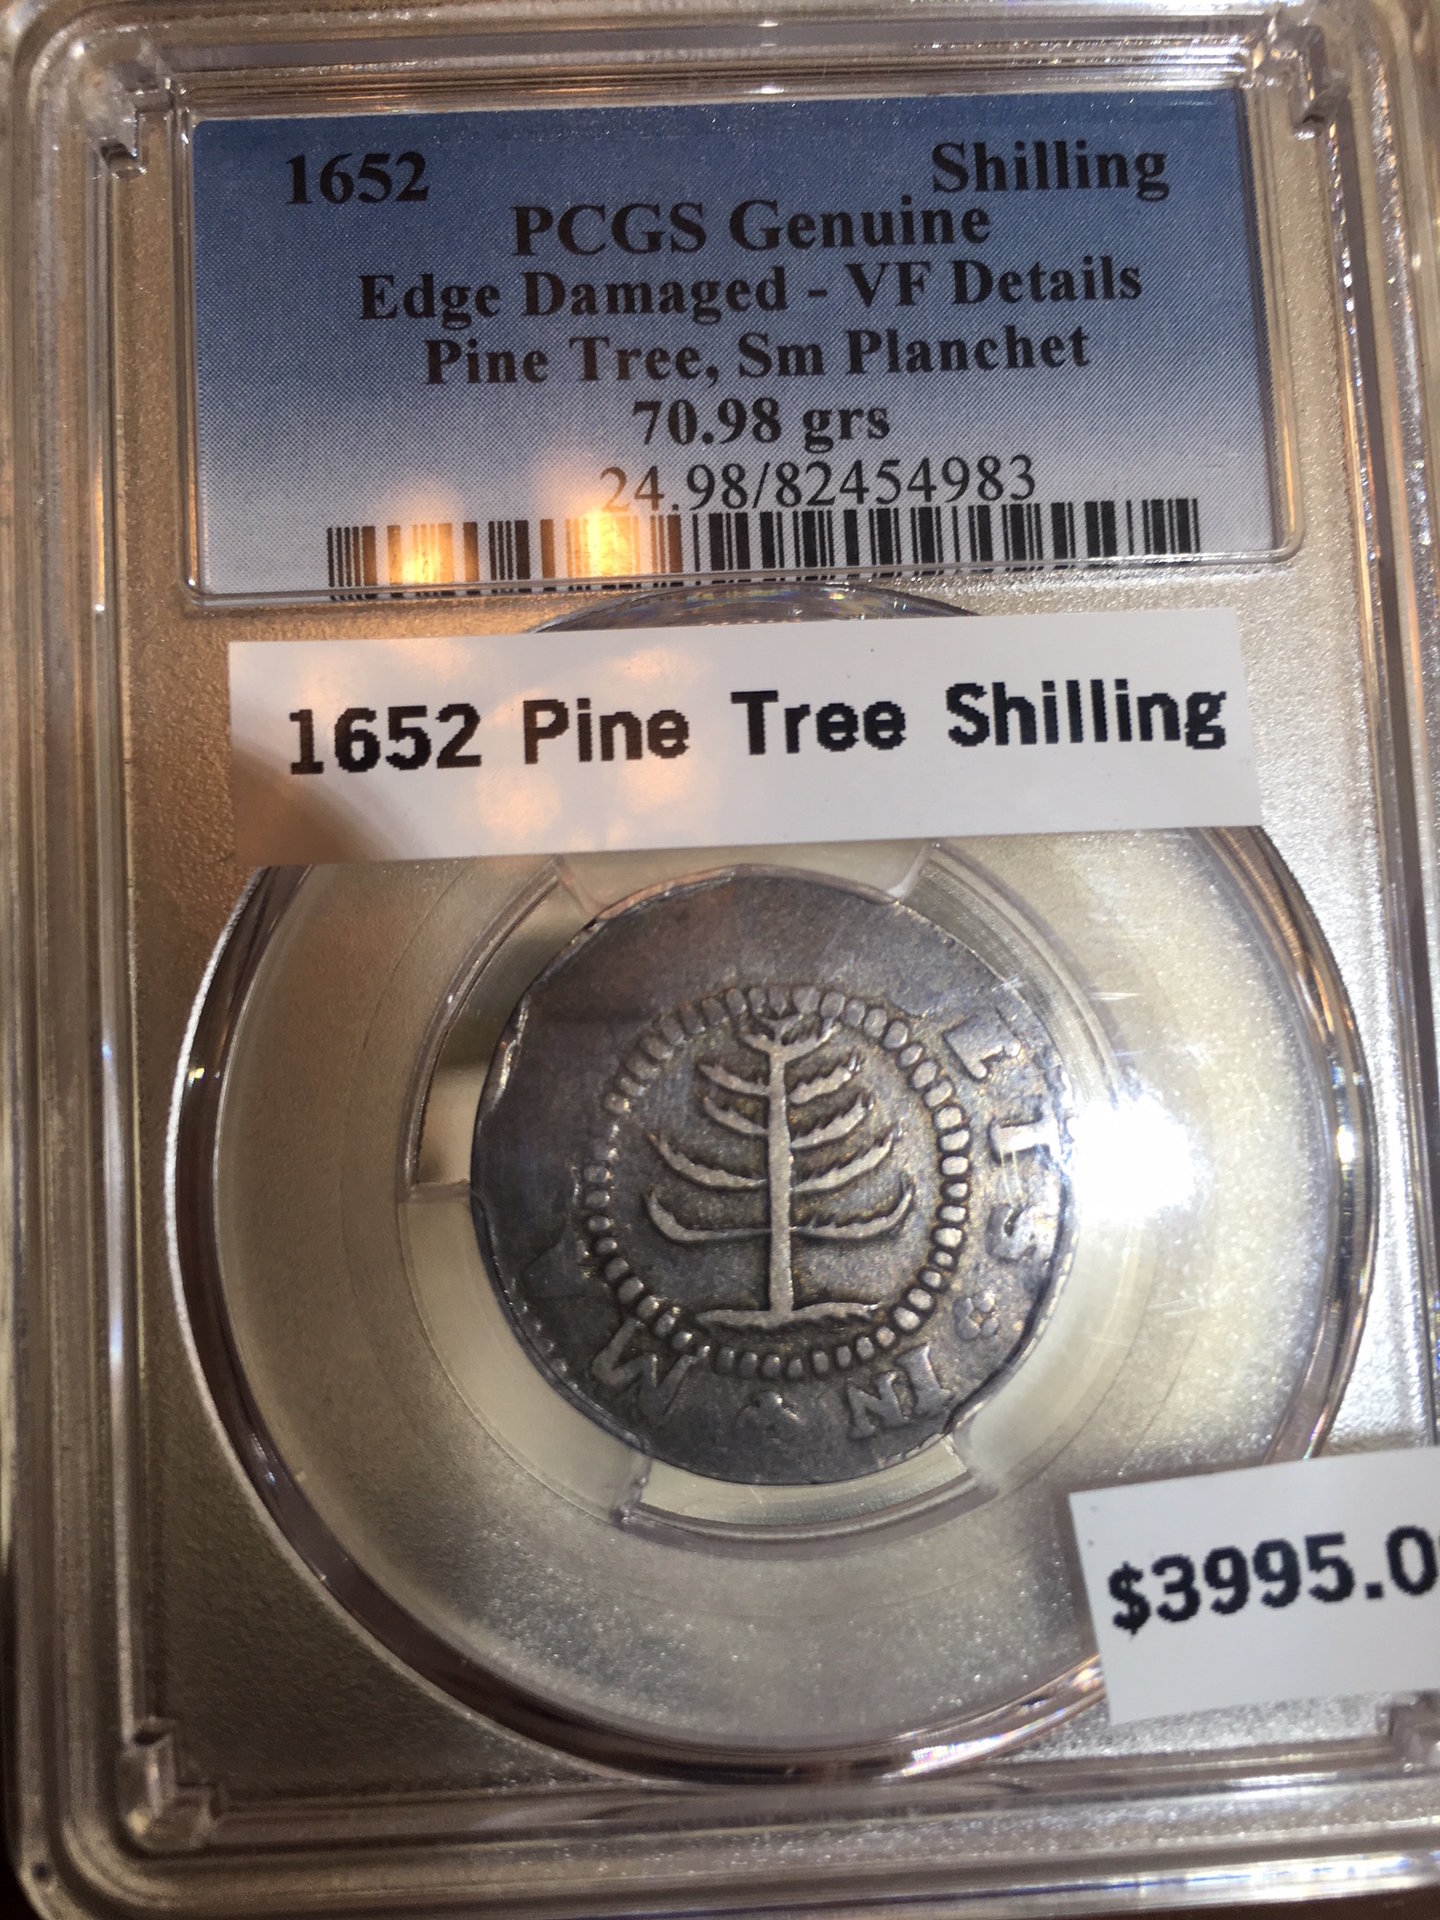 1652 Shilling
PCGS Genuine
Edge Damaged - VF Details
Pine Tree, Sm Planchet
70.98 grs
24.98/82454983
1652 Pine Tree Shilling
IN
M
$3995.0